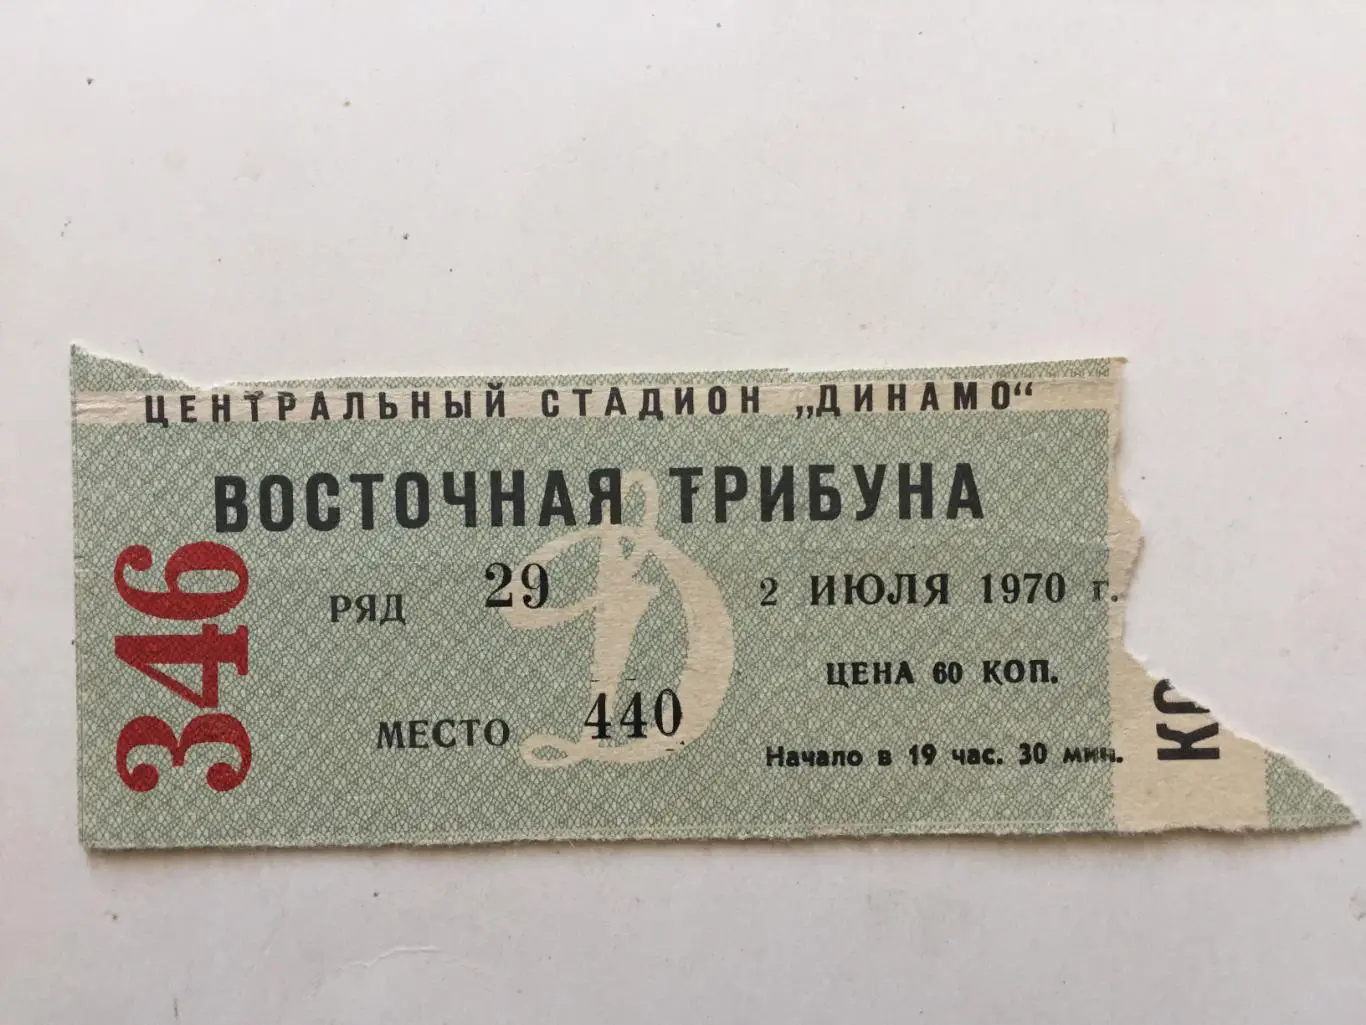 ЦЕНТРАЛЬНЫЙ СТАДИОН „ДИНАМО“
ВОСТОЧНАЯ ТРИБУНА
346
РЯД 29
2 ИЮЛЯ 1970 г.
ЦЕНА 60 КОП.
МЕСТО 440
Начало в 19 час. 30 мин.
Д